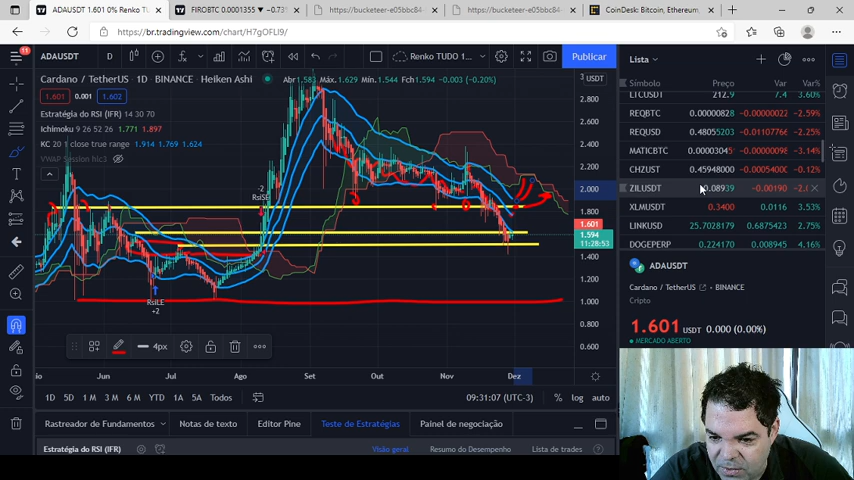 ADAUSDT 1.601 0% Renko TUD
FIROBTC 0.0001355 ▼ −0.73
https://bucketeer-e05bbc84
https://bucketeer-e05bbc84
CoinDesk: Bitcoin, Ethereum,
https://br.tradingview.com/chart/H7gOFLI9/
11
ADAUSDT
D
Renko TUDO 1...
Publicar
Lista
Cardano / TetherUS · 1D · BINANCE · Heiken Ashi
Abr 1.583 Máx 1.629 Mín 1.544 Fch 1.594 −0.003 (−0.20%)
USDT
1.601 0.001 1.602
Estratégia do RSI (IFR) 14 30 70
Ichimoku 9 26 52 26 1.771 1.897
KC 20 1 close true range 1.914 1.769 1.624
VWAP Session hlc3
Símbolo Preço Var Var%
LTCUSDT 212.9 7.4 3.60%
REQBTC 0.00000828 −0.00000022 −2.59%
REQUSD 0.48055203 −0.01107766 −2.25%
MATICBTC 0.00003045 −0.00000098 −3.14%
CHZUST 0.45948000 −0.00054000 −0.12%
ZILUSDT 0.08939 −0.00190
XLMUSDT 0.3400 0.0116 3.53%
LINKUSD 25.7028179 0.6875423 2.75%
DOGEPERP 0.224170 0.008945 4.16%
2.800
2.600
2.400
2.200
2.000
1.800
1.601
1.594
11:28:53
1.400
1.200
1.000
0.800
0.600
-2
RsiSE
RsiLE
+2
ADAUSDT
Cardano / TetherUS · BINANCE
Cripto
1.601 USDT 0.000 (0.00%)
MERCADO ABERTO
4px
Jun Jul Ago Set Out Nov Dez
1D 5D 1M 3M 6M YTD 1A 5A Todos
09:31:07 (UTC-3) % log auto
Rastreador de Fundamentos Notas de texto Editor Pine Teste de Estratégias Painel de negociação
Estratégia do RSI (IFR)
Visão geral Resumo do Desempenho Lista de trades